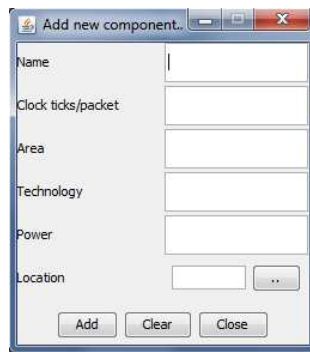 Add new component..
Name
Clock ticks/packet
Area
Technology
Power
Location ..
Add Clear Close